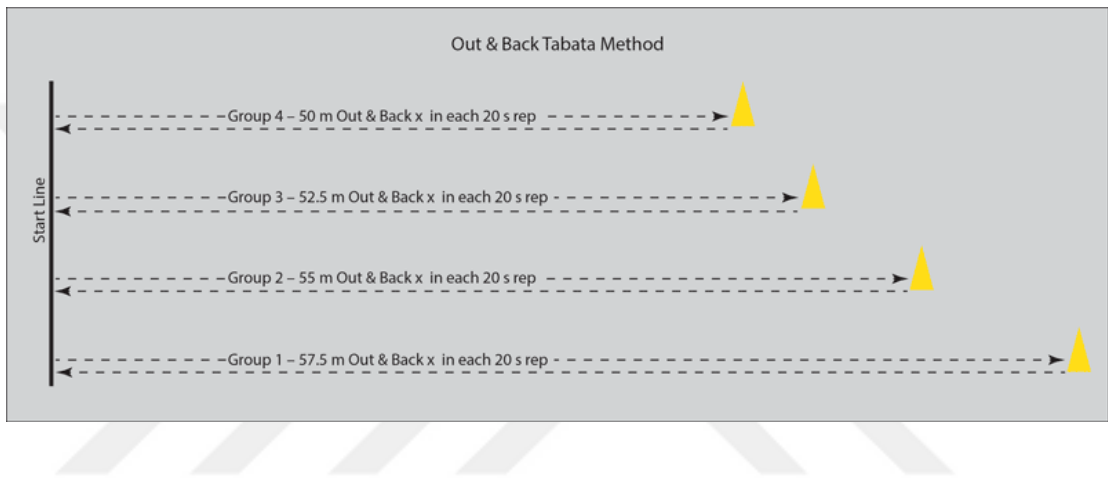 Out & Back Tabata Method
Group 4 – 50 m Out & Back x in each 20 s rep
Group 3 – 52.5 m Out & Back x in each 20 s rep
Start Line
Group 2 – 55 m Out & Back x in each 20 s rep
Group 1 – 57.5 m Out & Back x in each 20 s rep